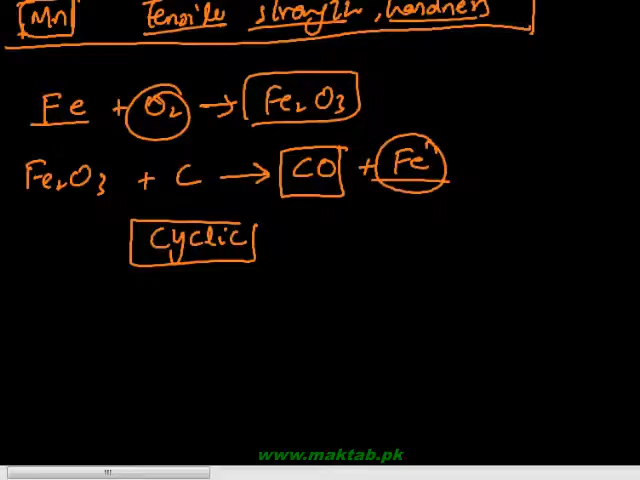 Mn Tensile strength, hardness
Fe + O₂ → Fe₂O₃
Fe₂O₃ + C → CO + Fe
Cyclic
www.maktab.pk